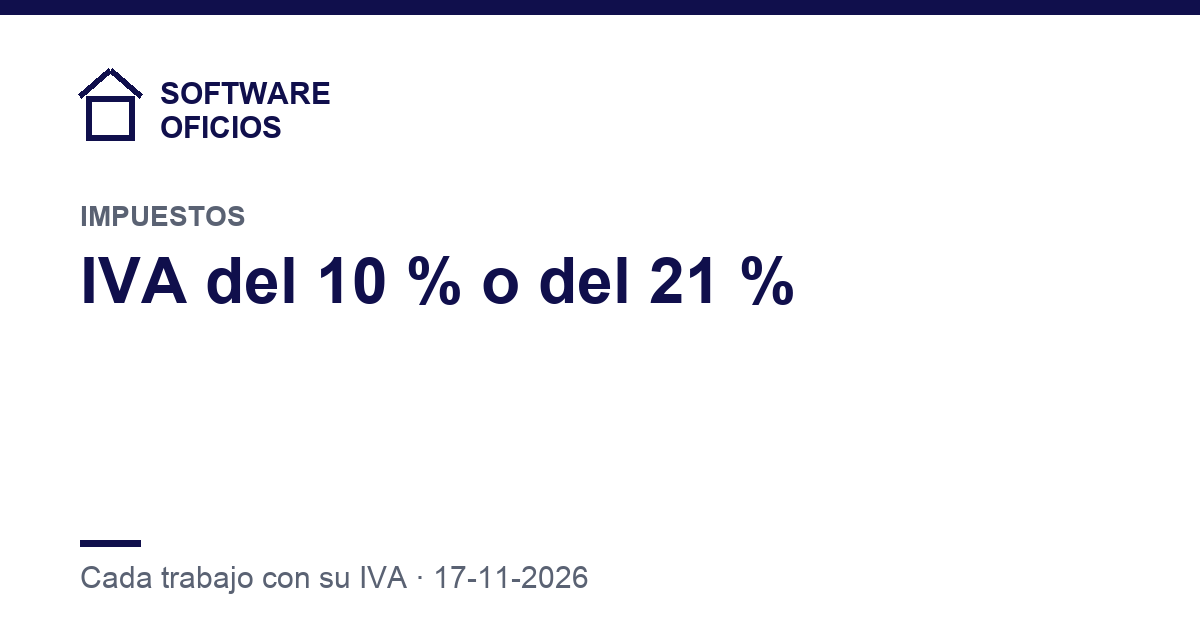 SOFTWARE
OFICIOS
IMPUESTOS
IVA del 10 % o del 21 %
Cada trabajo con su IVA · 17-11-2026